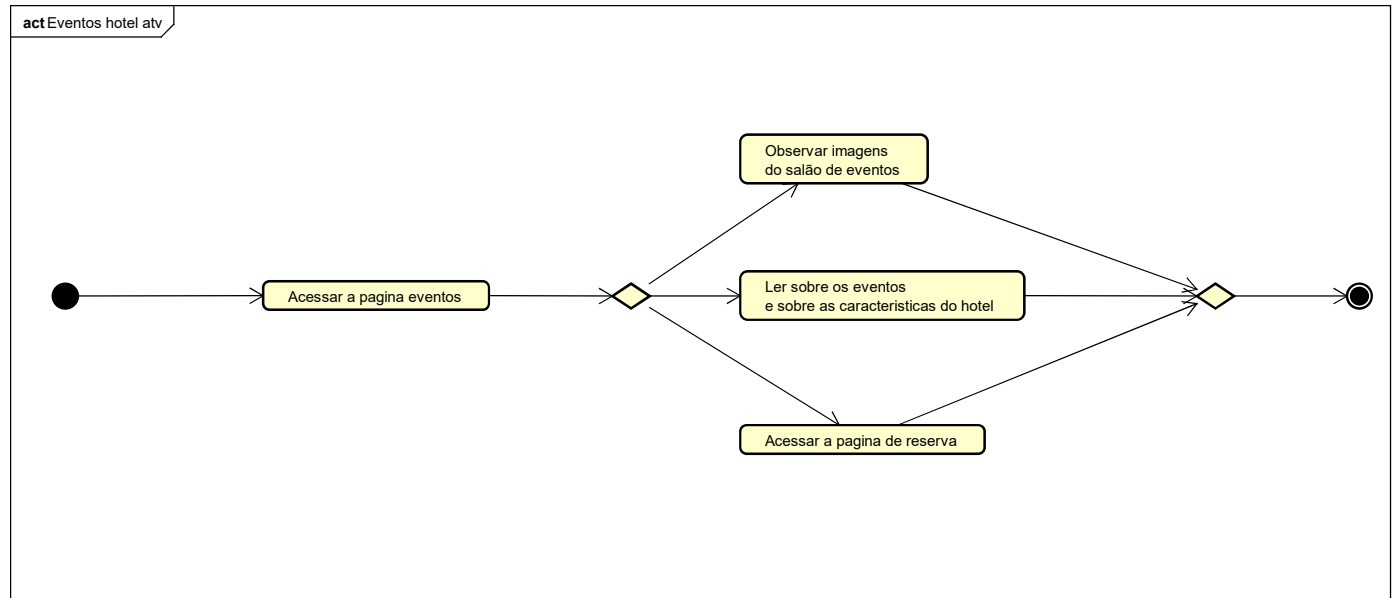 act Eventos hotel atv
Observar imagens
do salão de eventos
Acessar a pagina eventos
Ler sobre os eventos
e sobre as caracteristicas do hotel
Acessar a pagina de reserva